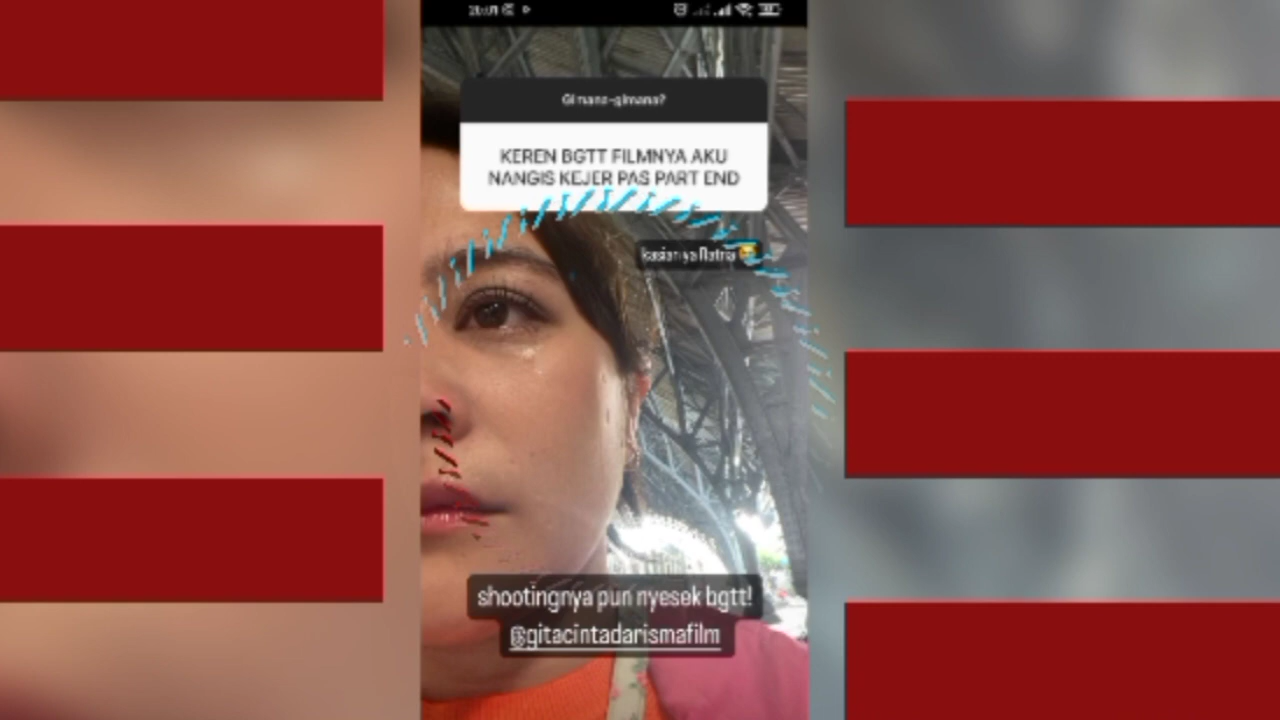 Gimana-gimana?
KEREN BGTT FILMNYA AKU
NANGIS KEJER PAS PART END
kasian ya Ratna 😭
shootingnya pun nyesek bgtt!
@gitacintadarismafilm